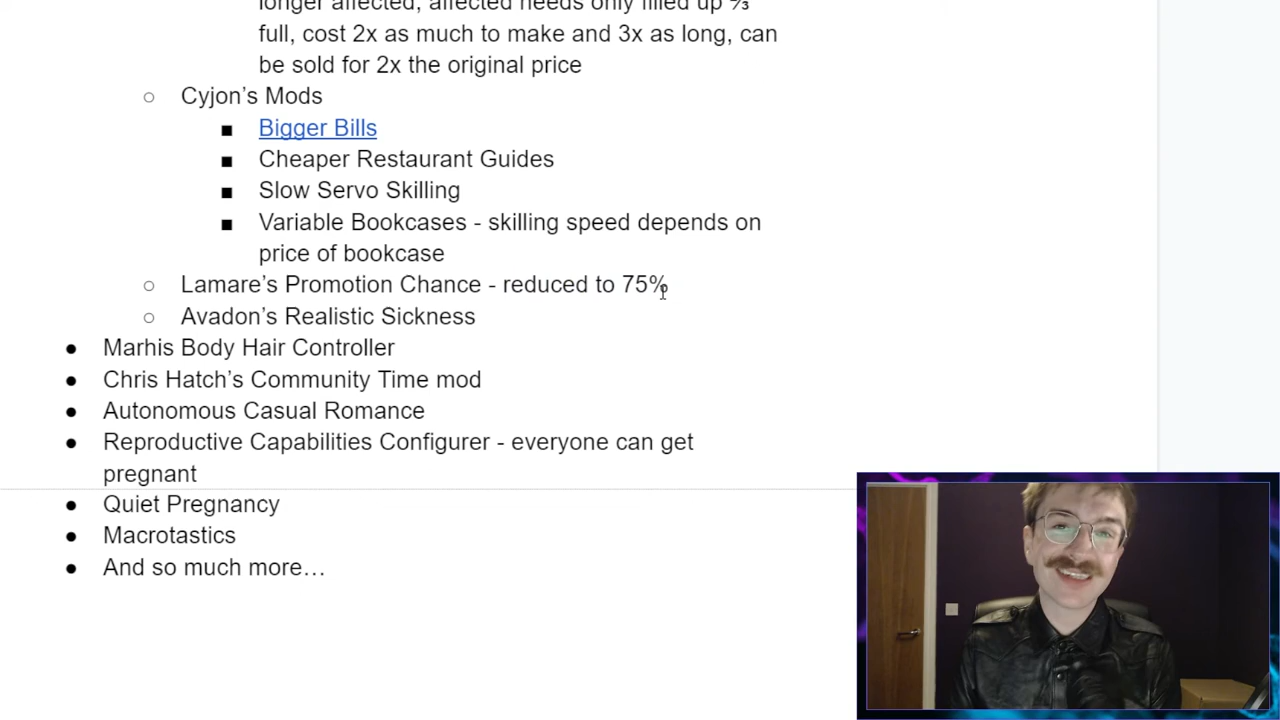 longer affected, affected needs only filled up ⅔
full, cost 2x as much to make and 3x as long, can
be sold for 2x the original price
○ Cyjon's Mods
■ Bigger Bills
■ Cheaper Restaurant Guides
■ Slow Servo Skilling
■ Variable Bookcases - skilling speed depends on
price of bookcase
○ Lamare's Promotion Chance - reduced to 75%
○ Avadon's Realistic Sickness
● Marhis Body Hair Controller
● Chris Hatch's Community Time mod
● Autonomous Casual Romance
● Reproductive Capabilities Configurer - everyone can get
pregnant
● Quiet Pregnancy
● Macrotastics
● And so much more…